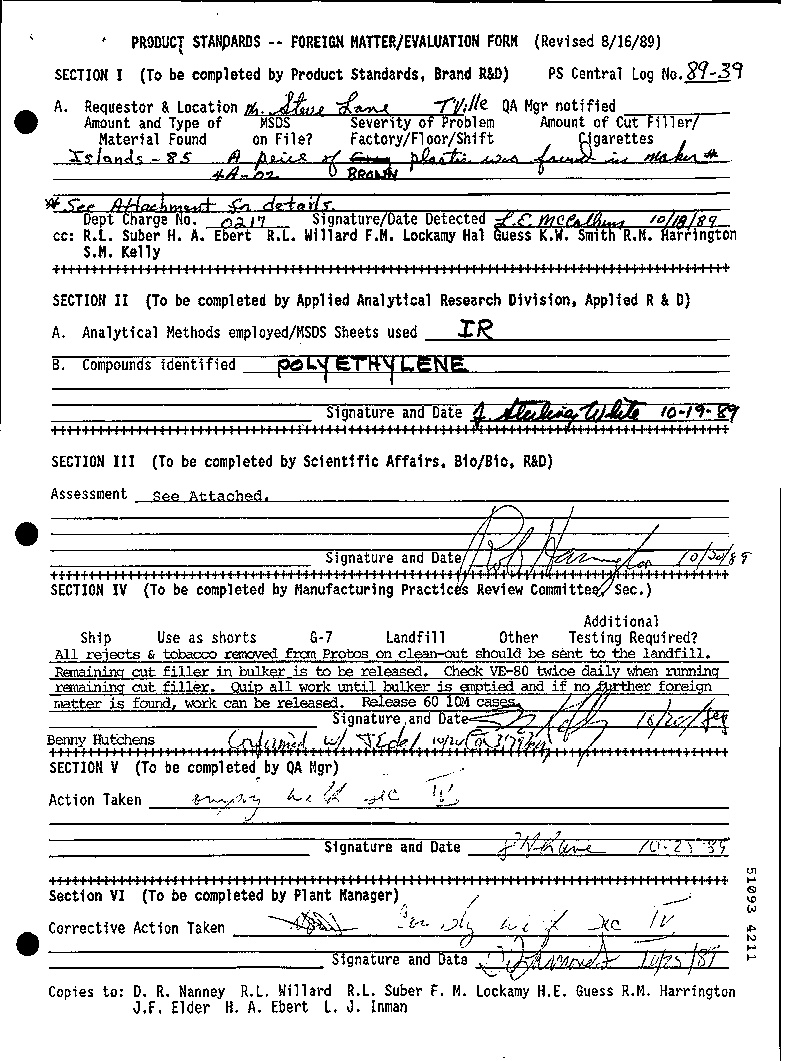 PRODUCT STANDARDS -- FOREIGN MATTER/EVALUATION FORM (Revised 8/16/89)
SECTION I (To be completed by Product Standards, Brand R&D) PS Central Log No. 89-39
A. Requestor & Location Mr. Steve Lane TVille QA Mgr notified
Amount and Type of MSDS Severity of Problem Amount of Cut Filler/
Material Found on File? Factory/Floor/Shift Cigarettes
Islands - 85 A peice of plastic was found in maker #
#A-02 BROWN
* See Attachment for details.
Dept Charge No. 0217 Signature/Date Detected L.E. McCollum 10/18/89
cc: R.L. Suber H. A. Ebert R.L. Willard F.M. Lockamy Hal Guess K.W. Smith R.M. Harrington
S.M. Kelly
SECTION II (To be completed by Applied Analytical Research Division, Applied R & D)
A. Analytical Methods employed/MSDS Sheets used IR
B. Compounds identified POLYETHYLENE
Signature and Date J Sterling White 10-19-89
SECTION III (To be completed by Scientific Affairs, Bio/Bio, R&D)
Assessment See Attached.
Signature and Date Harrington 10/20/89
SECTION IV (To be completed by Manufacturing Practices Review Committee, Sec.)
Additional
Ship Use as shorts G-7 Landfill Other Testing Required?
All rejects & tobacco removed from Protos on clean-out should be sent to the landfill.
Remaining cut filler in bulker is to be released. Check VE-80 twice daily when running
remaining cut filler. Quip all work until bulker is emptied and if no further foreign
matter is found, work can be released. Release 60 10M cases.
Signature and Date 10/20/89
Benny Hutchens Confirmed w/ 10/20
SECTION V (To be completed by QA Mgr)
Action Taken with sec IV
Signature and Date Lane 10-25-89
Section VI (To be completed by Plant Manager)
Corrective Action Taken Comply with sec IV
Signature and Date 10/25/89
Copies to: D. R. Nanney R.L. Willard R.L. Suber F. M. Lockamy H.E. Guess R.M. Harrington
J.F. Elder H. A. Ebert L. J. Inman
51093 4211